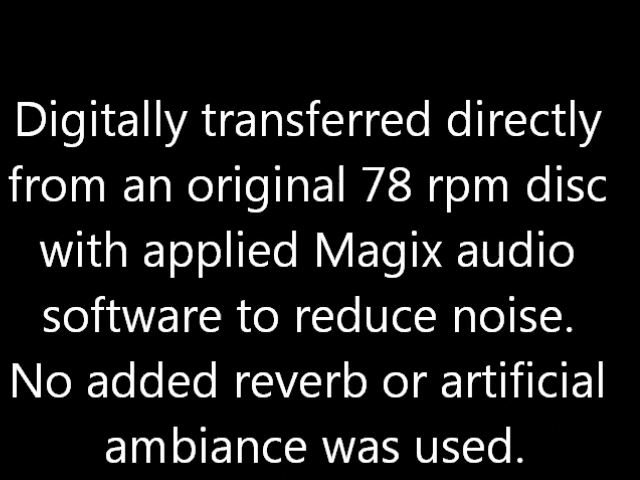 Digitally transferred directly
from an original 78 rpm disc
with applied Magix audio
software to reduce noise.
No added reverb or artificial
ambiance was used.